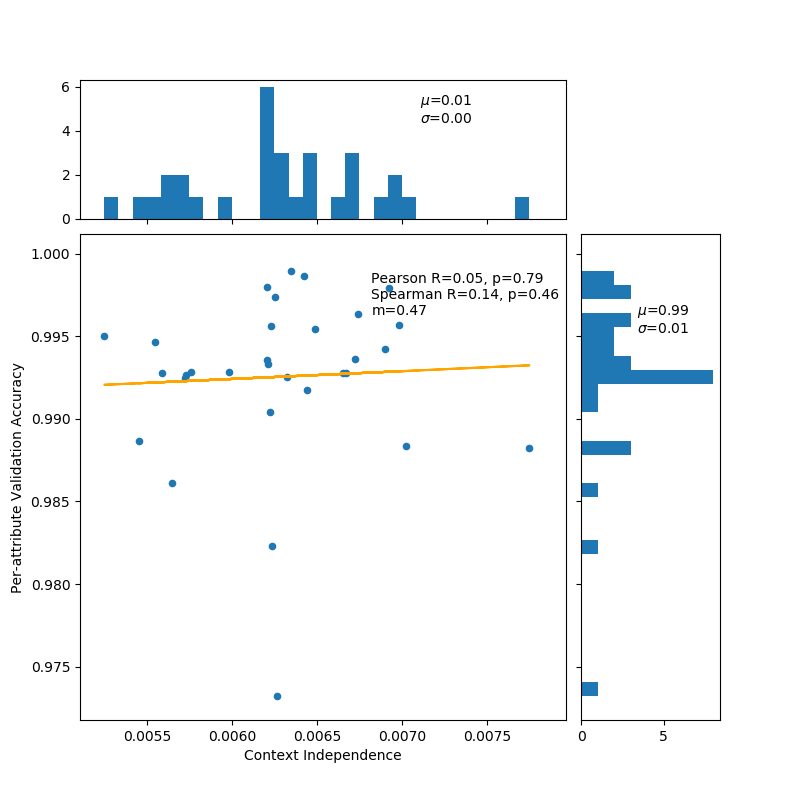 6
4
2
0
μ=0.01
σ=0.00
1.000
0.995
0.990
0.985
0.980
0.975
Per-attribute Validation Accuracy
Pearson R=0.05, p=0.79
Spearman R=0.14, p=0.46
m=0.47
0.0055 0.0060 0.0065 0.0070 0.0075
Context Independence
μ=0.99
σ=0.01
0 5